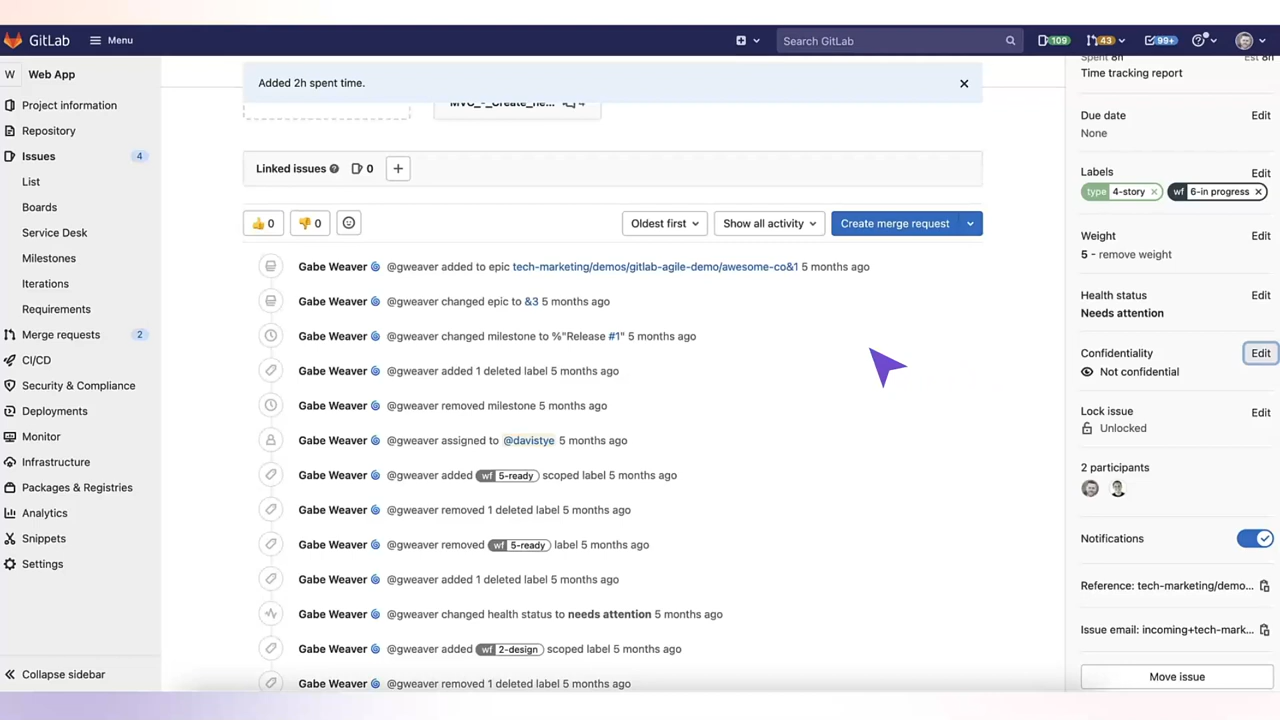 GitLab
Menu
Search GitLab
109
43
99+
W Web App
Project information
Repository
Issues 4
List
Boards
Service Desk
Milestones
Iterations
Requirements
Merge requests 2
CI/CD
Security & Compliance
Deployments
Monitor
Infrastructure
Packages & Registries
Analytics
Snippets
Settings
Collapse sidebar
Added 2h spent time.
MVC_-_Create_ne... 4
Linked issues 0
0 0
Oldest first Show all activity Create merge request
Gabe Weaver @gweaver added to epic tech-marketing/demos/gitlab-agile-demo/awesome-co&1 5 months ago
Gabe Weaver @gweaver changed epic to &3 5 months ago
Gabe Weaver @gweaver changed milestone to %"Release #1" 5 months ago
Gabe Weaver @gweaver added 1 deleted label 5 months ago
Gabe Weaver @gweaver removed milestone 5 months ago
Gabe Weaver @gweaver assigned to @davistye 5 months ago
Gabe Weaver @gweaver added wf 5-ready scoped label 5 months ago
Gabe Weaver @gweaver removed 1 deleted label 5 months ago
Gabe Weaver @gweaver removed wf 5-ready label 5 months ago
Gabe Weaver @gweaver added 1 deleted label 5 months ago
Gabe Weaver @gweaver changed health status to needs attention 5 months ago
Gabe Weaver @gweaver added wf 2-design scoped label 5 months ago
Gabe Weaver @gweaver removed 1 deleted label 5 months ago
Spent 8h Est 8h
Time tracking report
Due date Edit
None
Labels Edit
type 4-story wf 6-in progress
Weight Edit
5 - remove weight
Health status Edit
Needs attention
Confidentiality Edit
Not confidential
Lock issue Edit
Unlocked
2 participants
Notifications
Reference: tech-marketing/demo...
Issue email: incoming+tech-mark...
Move issue